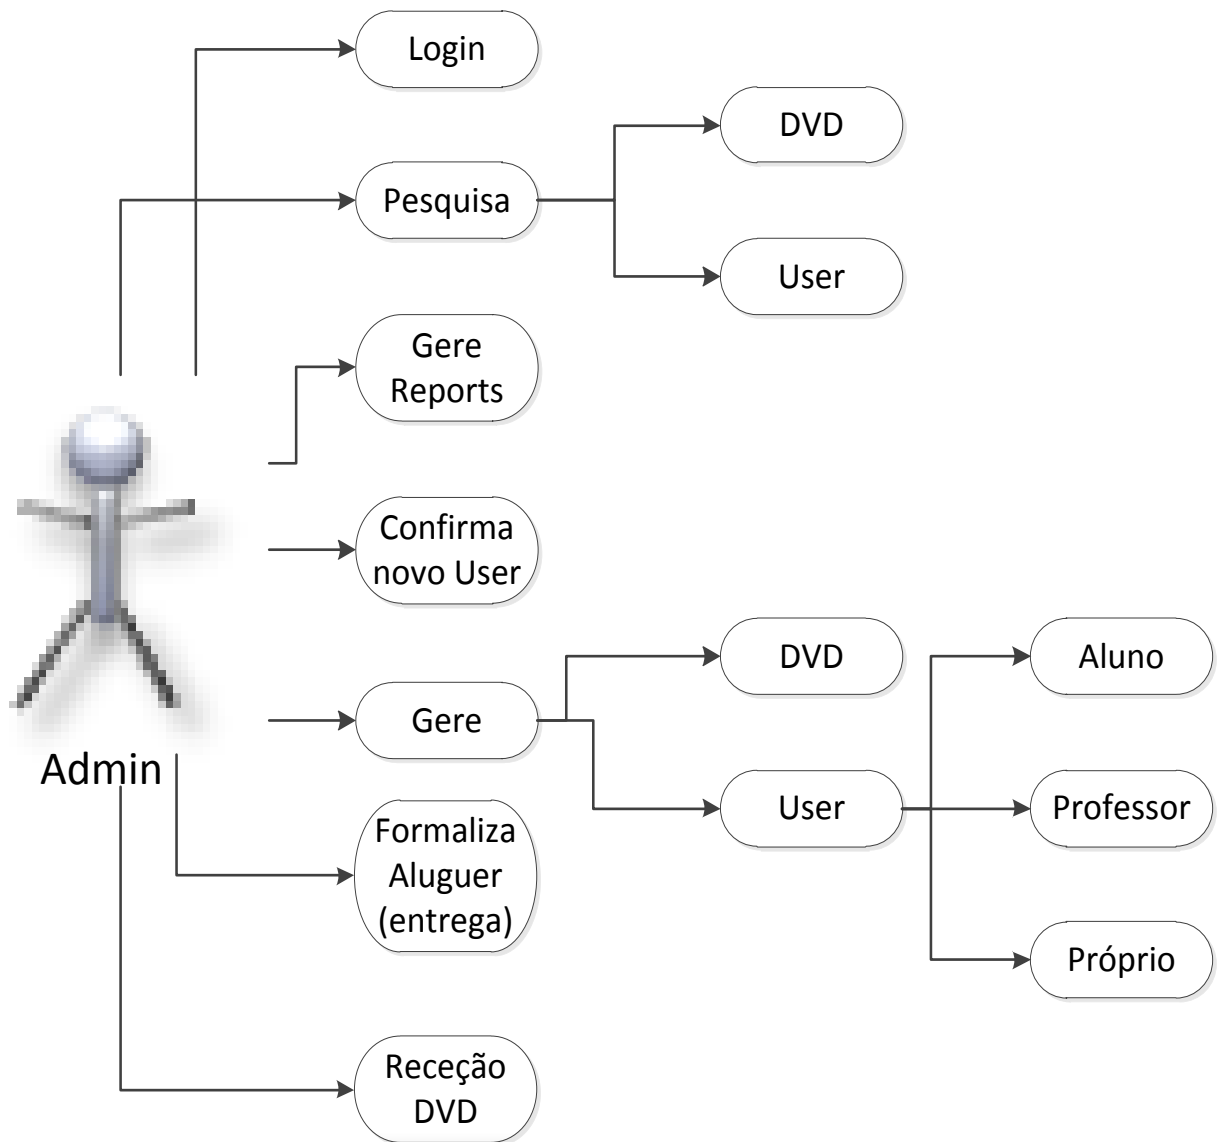 Login
DVD
Pesquisa
User
Gere
Reports
Confirma
novo User
DVD
Aluno
Gere
Admin
User
Professor
Formaliza
Aluguer
(entrega)
Próprio
Receção
DVD